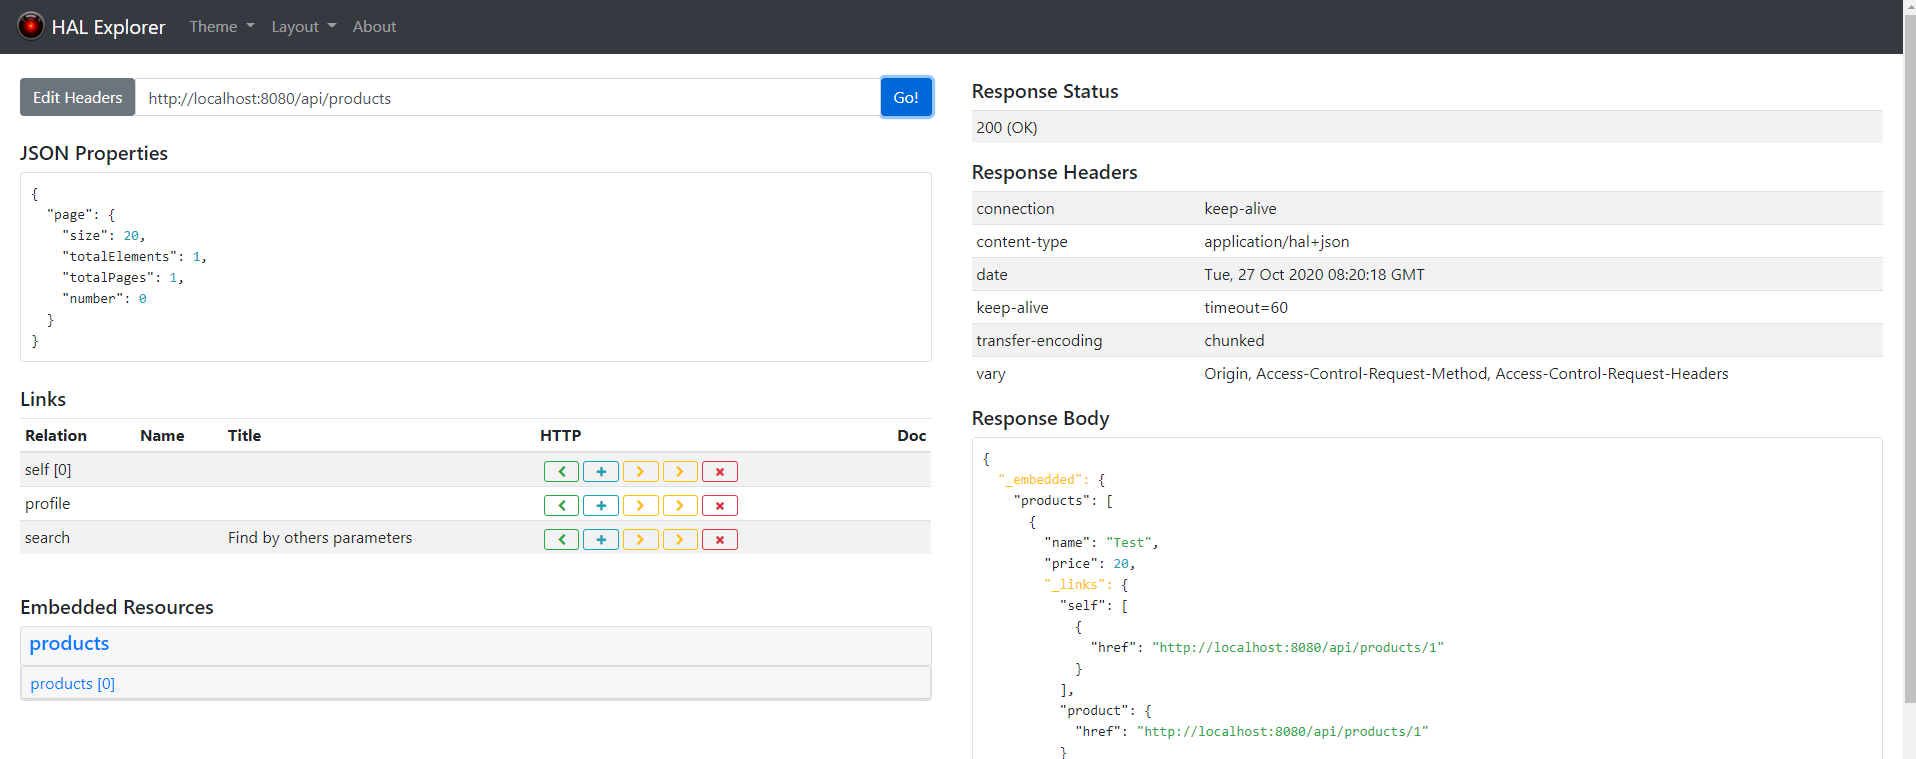 HAL Explorer Theme Layout About
Edit Headers http://localhost:8080/api/products Go!
JSON Properties
{
  "page": {
    "size": 20,
    "totalElements": 1,
    "totalPages": 1,
    "number": 0
  }
}
Links
Relation Name Title HTTP Doc
self [0]
profile
search Find by others parameters
Embedded Resources
products
products [0]
Response Status
200 (OK)
Response Headers
connection keep-alive
content-type application/hal+json
date Tue, 27 Oct 2020 08:20:18 GMT
keep-alive timeout=60
transfer-encoding chunked
vary Origin, Access-Control-Request-Method, Access-Control-Request-Headers
Response Body
{
  "_embedded": {
    "products": [
      {
        "name": "Test",
        "price": 20,
        "_links": {
          "self": [
            {
              "href": "http://localhost:8080/api/products/1"
            }
          ],
          "product": {
            "href": "http://localhost:8080/api/products/1"
          }